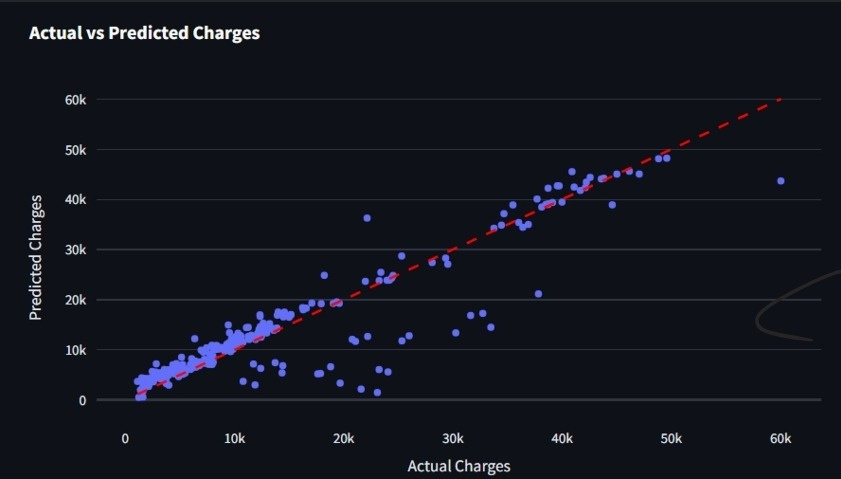 Actual vs Predicted Charges
60k
50k
40k
30k
20k
10k
0
Predicted Charges
0 10k 20k 30k 40k 50k 60k
Actual Charges